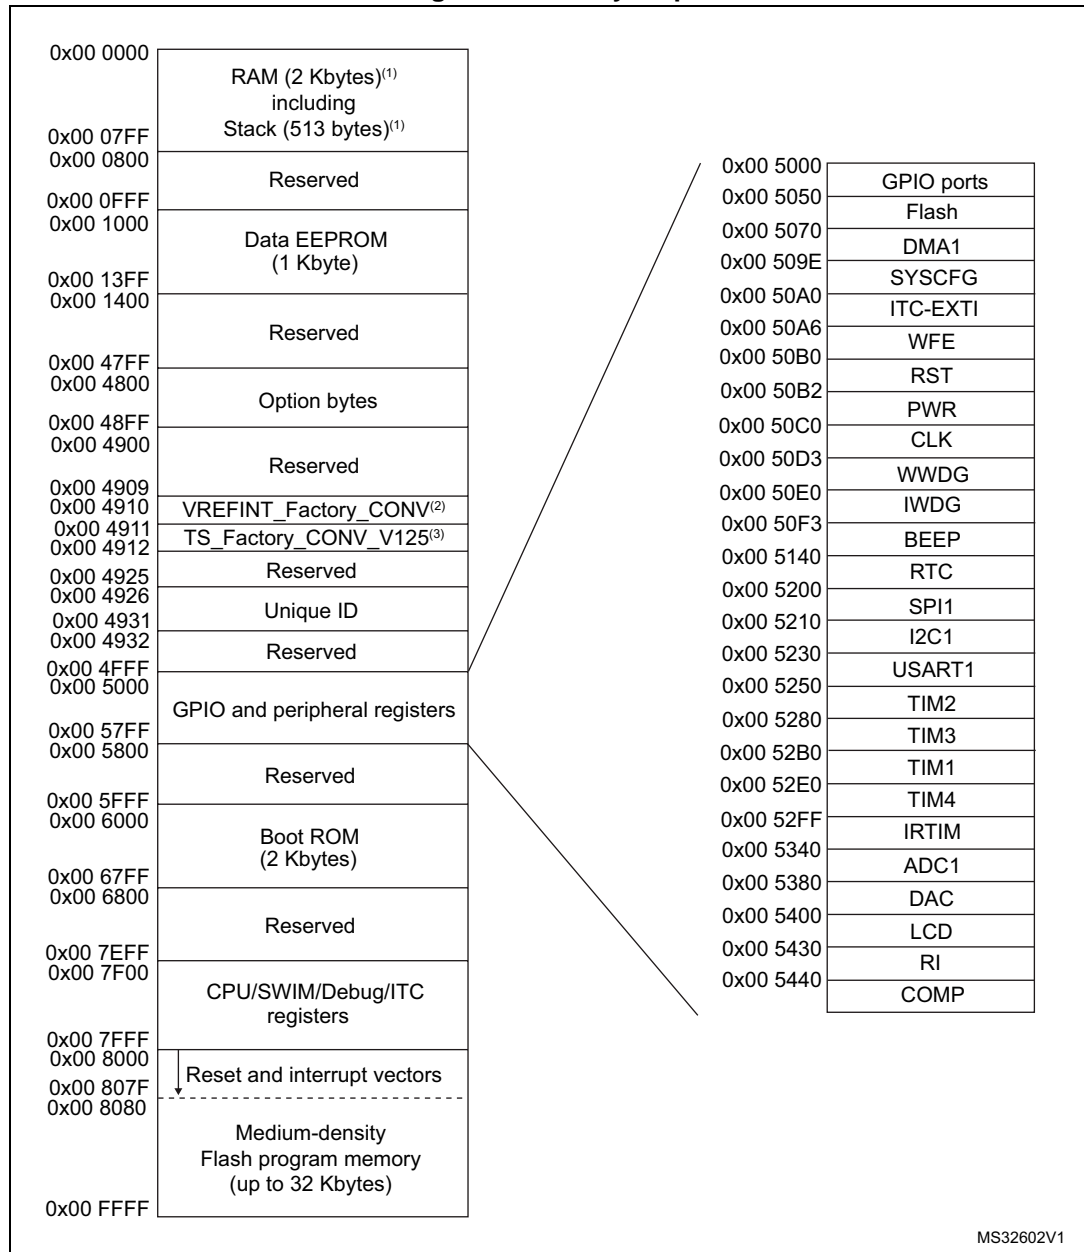 0x00 0000
RAM (2 Kbytes)(1)
including
Stack (513 bytes)(1)
0x00 07FF
0x00 0800
Reserved
0x00 0FFF
0x00 1000
Data EEPROM
(1 Kbyte)
0x00 13FF
0x00 1400
Reserved
0x00 47FF
0x00 4800
Option bytes
0x00 48FF
0x00 4900
Reserved
0x00 4909
0x00 4910
VREFINT_Factory_CONV(2)
0x00 4911
TS_Factory_CONV_V125(3)
0x00 4912
Reserved
0x00 4925
0x00 4926
Unique ID
0x00 4931
0x00 4932
Reserved
0x00 4FFF
0x00 5000
GPIO and peripheral registers
0x00 57FF
0x00 5800
Reserved
0x00 5FFF
0x00 6000
Boot ROM
(2 Kbytes)
0x00 67FF
0x00 6800
Reserved
0x00 7EFF
0x00 7F00
CPU/SWIM/Debug/ITC
registers
0x00 7FFF
0x00 8000
Reset and interrupt vectors
0x00 807F
0x00 8080
Medium-density
Flash program memory
(up to 32 Kbytes)
0x00 FFFF
0x00 5000
GPIO ports
0x00 5050
Flash
0x00 5070
DMA1
0x00 509E
SYSCFG
0x00 50A0
ITC-EXTI
0x00 50A6
WFE
0x00 50B0
RST
0x00 50B2
PWR
0x00 50C0
CLK
0x00 50D3
WWDG
0x00 50E0
IWDG
0x00 50F3
BEEP
0x00 5140
RTC
0x00 5200
SPI1
0x00 5210
I2C1
0x00 5230
USART1
0x00 5250
TIM2
0x00 5280
TIM3
0x00 52B0
TIM1
0x00 52E0
TIM4
0x00 52FF
IRTIM
0x00 5340
ADC1
0x00 5380
DAC
0x00 5400
LCD
0x00 5430
RI
0x00 5440
COMP
MS32602V1